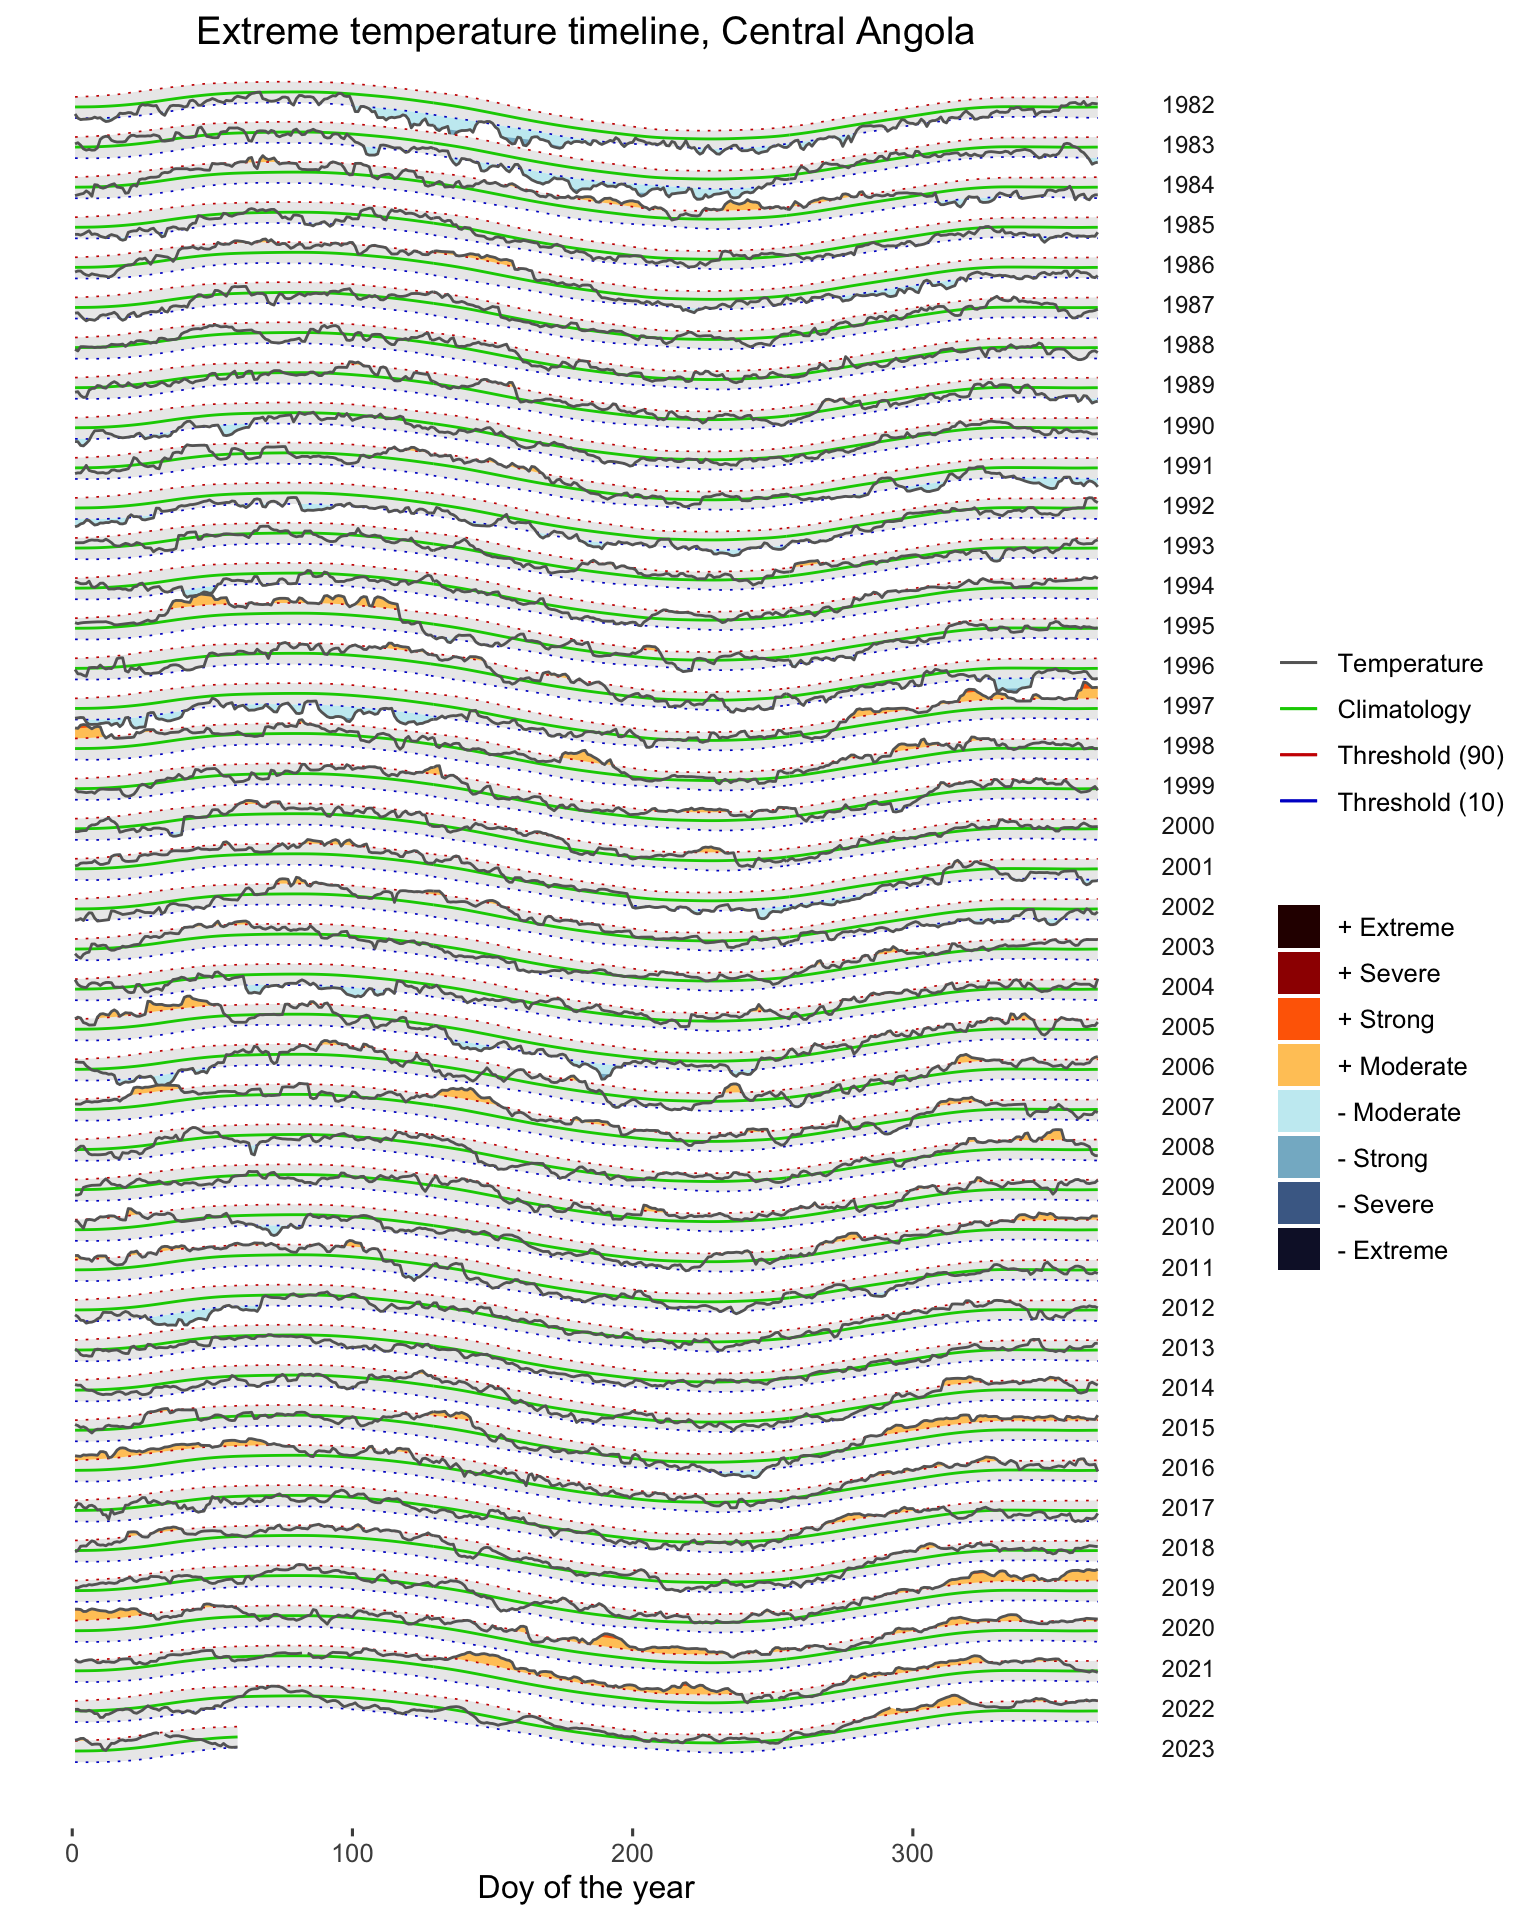 Extreme temperature timeline, Central Angola
1982
1983
1984
1985
1986
1987
1988
1989
1990
1991
1992
1993
1994
1995
1996
1997
1998
1999
2000
2001
2002
2003
2004
2005
2006
2007
2008
2009
2010
2011
2012
2013
2014
2015
2016
2017
2018
2019
2020
2021
2022
2023
Temperature
Climatology
Threshold (90)
Threshold (10)
+ Extreme
+ Severe
+ Strong
+ Moderate
- Moderate
- Strong
- Severe
- Extreme
0 100 200 300
Doy of the year